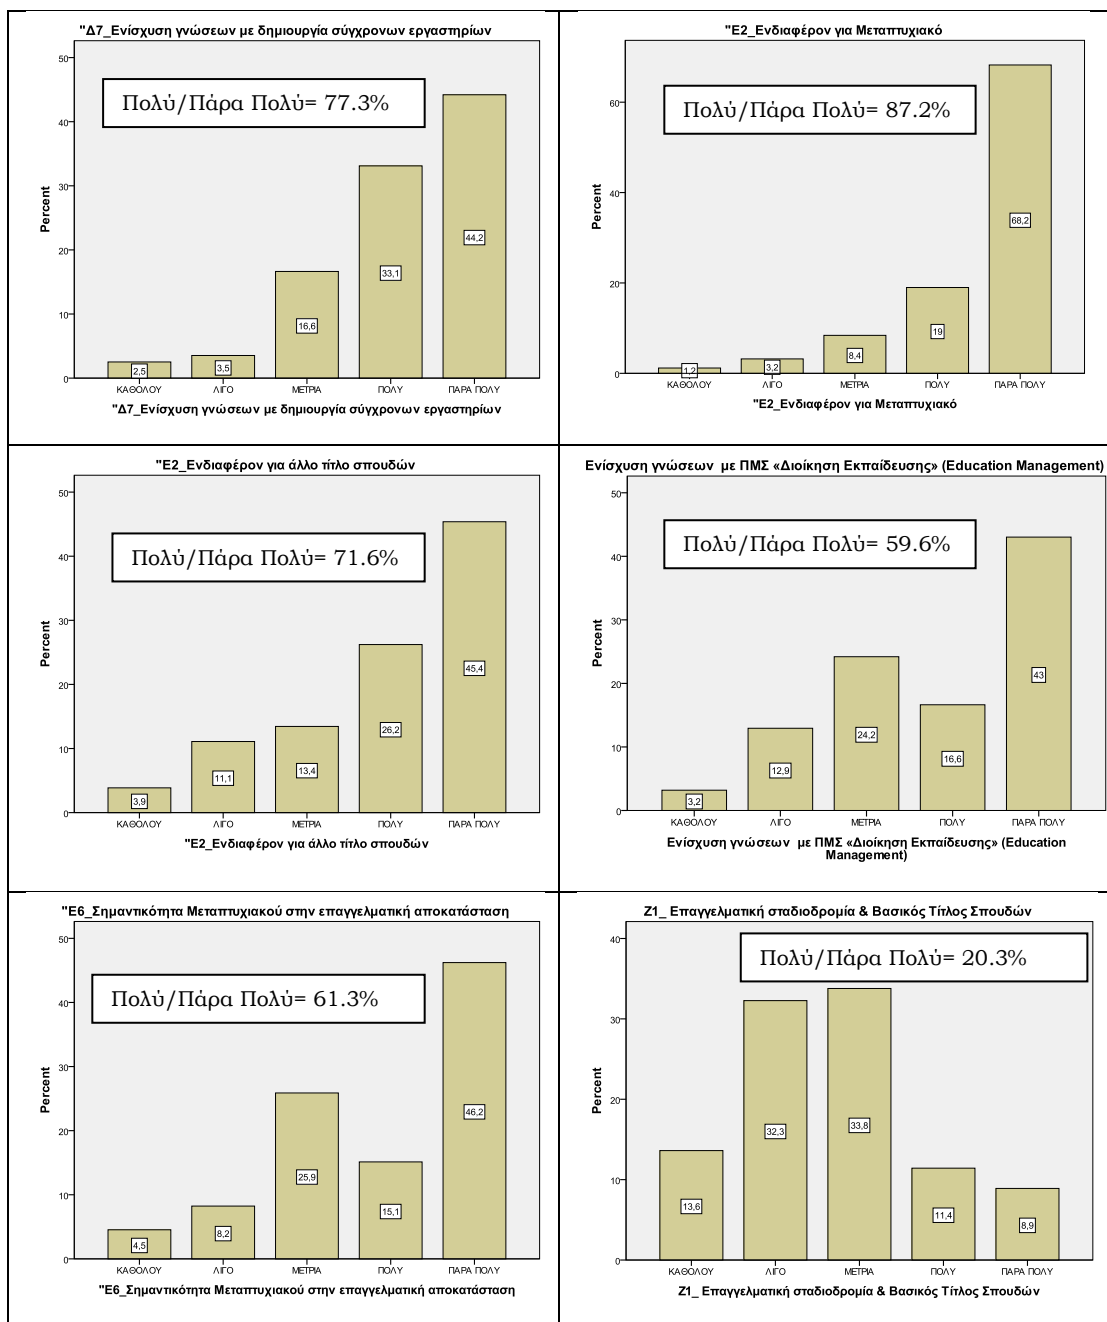 "Δ7_Ενίσχυση γνώσεων με δημιουργία σύγχρονων εργαστηρίων
Πολύ/Πάρα Πολύ= 77.3%
Percent
50
40
30
20
10
0
2,5
3,5
16,6
33,1
44,2
ΚΑΘΟΛΟΥ ΛΙΓΟ ΜΕΤΡΙΑ ΠΟΛΥ ΠΑΡΑ ΠΟΛΥ
"Δ7_Ενίσχυση γνώσεων με δημιουργία σύγχρονων εργαστηρίων
"Ε2_Ενδιαφέρον για Μεταπτυχιακό
Πολύ/Πάρα Πολύ= 87.2%
Percent
60
40
20
0
1,2
3,2
8,4
19
68,2
ΚΑΘΟΛΟΥ ΛΙΓΟ ΜΕΤΡΙΑ ΠΟΛΥ ΠΑΡΑ ΠΟΛΥ
"Ε2_Ενδιαφέρον για Μεταπτυχιακό
"Ε2_Ενδιαφέρον για άλλο τίτλο σπουδών
Πολύ/Πάρα Πολύ= 71.6%
Percent
50
40
30
20
10
0
3,9
11,1
13,4
26,2
45,4
ΚΑΘΟΛΟΥ ΛΙΓΟ ΜΕΤΡΙΑ ΠΟΛΥ ΠΑΡΑ ΠΟΛΥ
"Ε2_Ενδιαφέρον για άλλο τίτλο σπουδών
Ενίσχυση γνώσεων με ΠΜΣ «Διοίκηση Εκπαίδευσης» (Education Management)
Πολύ/Πάρα Πολύ= 59.6%
Percent
50
40
30
20
10
0
3,2
12,9
24,2
16,6
43
ΚΑΘΟΛΟΥ ΛΙΓΟ ΜΕΤΡΙΑ ΠΟΛΥ ΠΑΡΑ ΠΟΛΥ
Ενίσχυση γνώσεων με ΠΜΣ «Διοίκηση Εκπαίδευσης» (Education
Management)
"Ε6_Σημαντικότητα Μεταπτυχιακού στην επαγγελματική αποκατάσταση
Πολύ/Πάρα Πολύ= 61.3%
Percent
50
40
30
20
10
0
4,5
8,2
25,9
15,1
46,2
ΚΑΘΟΛΟΥ ΛΙΓΟ ΜΕΤΡΙΑ ΠΟΛΥ ΠΑΡΑ ΠΟΛΥ
"Ε6_Σημαντικότητα Μεταπτυχιακού στην επαγγελματική αποκατάσταση
Ζ1_ Επαγγελματική σταδιοδρομία & Βασικός Τίτλος Σπουδών
Πολύ/Πάρα Πολύ= 20.3%
Percent
40
30
20
10
0
13,6
32,3
33,8
11,4
8,9
ΚΑΘΟΛΟΥ ΛΙΓΟ ΜΕΤΡΙΑ ΠΟΛΥ ΠΑΡΑ ΠΟΛΥ
Ζ1_ Επαγγελματική σταδιοδρομία & Βασικός Τίτλος Σπουδών